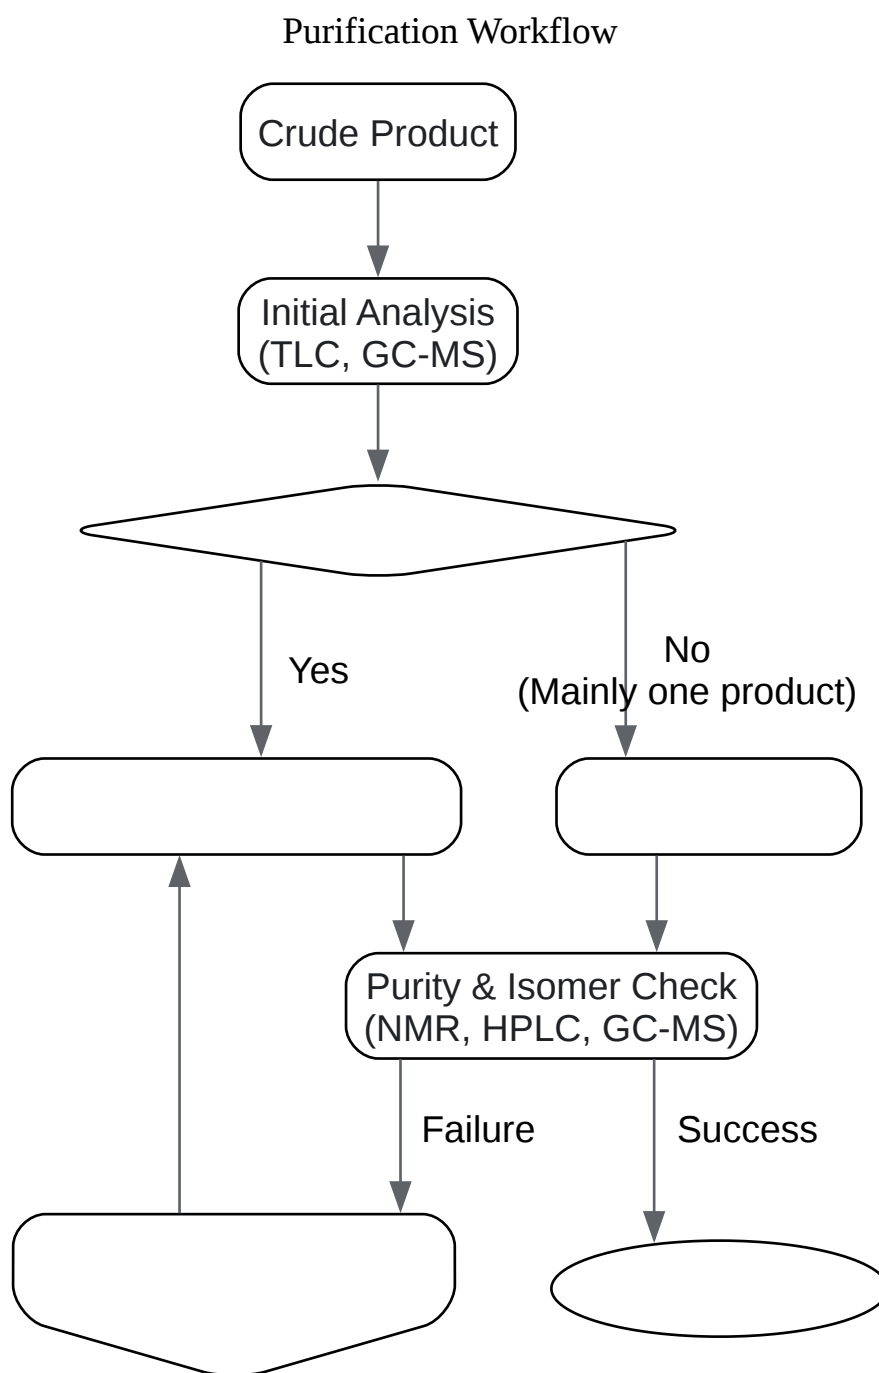 Purification Workflow
Crude Product
Initial Analysis
(TLC, GC-MS)
Yes
No
(Mainly one product)
Purity & Isomer Check
(NMR, HPLC, GC-MS)
Failure
Success